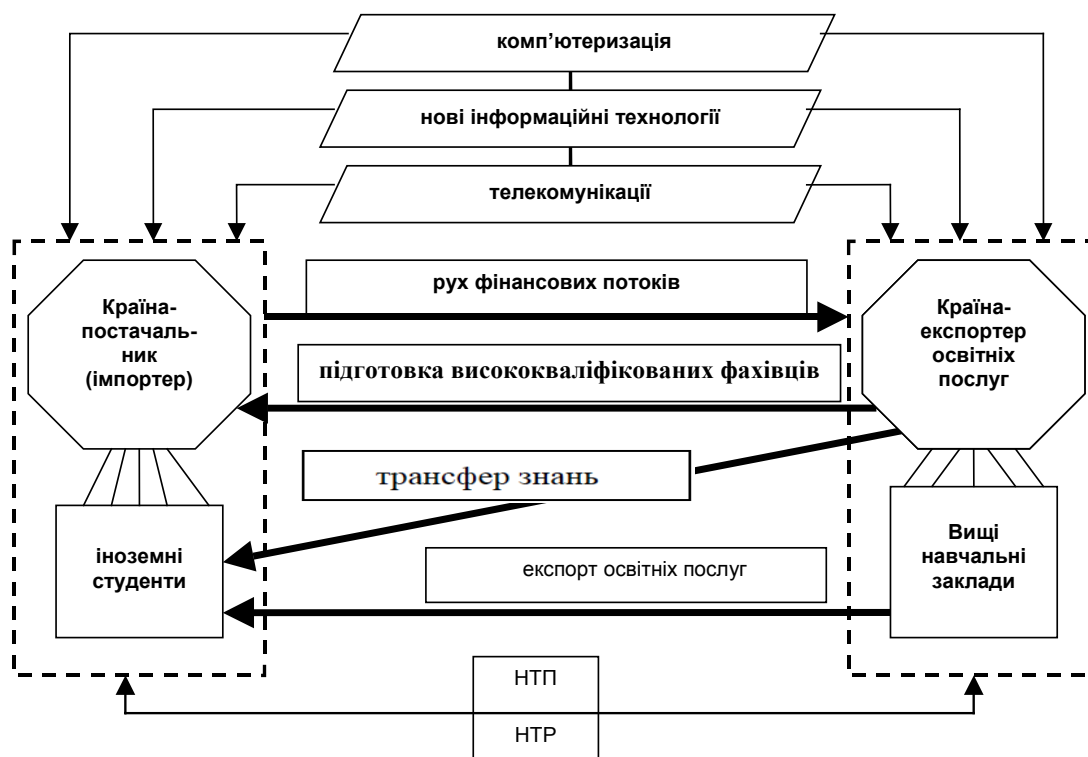 комп’ютеризація
нові інформаційні технології
телекомунікації
рух фінансових потоків
Країна-
постачаль-
ник
(імпортер)
Країна-
експортер
освітніх
послуг
підготовка висококваліфікованих фахівців
трансфер знань
іноземні
студенти
експорт освітніх послуг
Вищі
навчальні
заклади
НТП
НТР